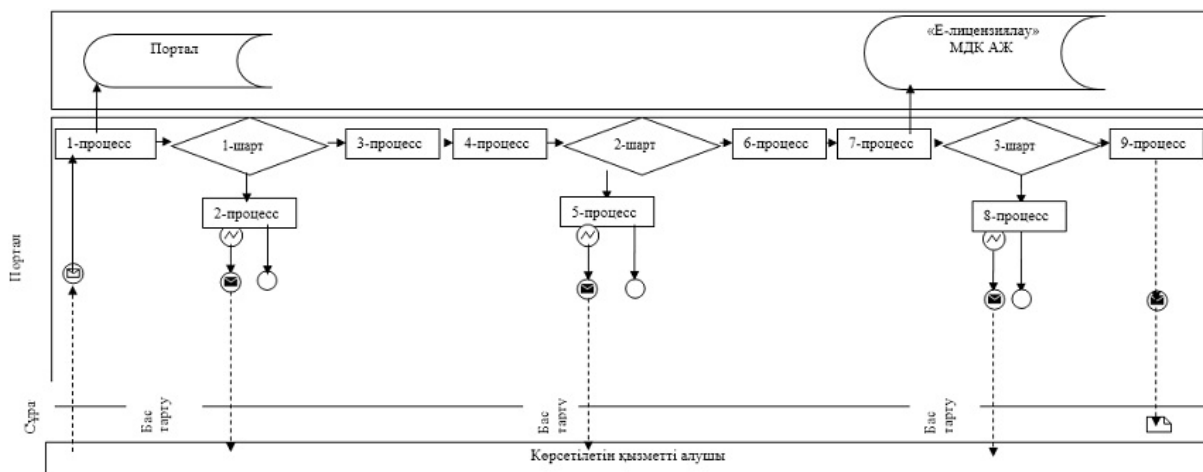 Портал
«Е-лицензиялау»
МДК АЖ
1-процесс
1-шарт
3-процесс
4-процесс
2-шарт
6-процесс
7-процесс
3-шарт
9-процесс
2-процесс
5-процесс
8-процесс
Портал
Сұра
Бас
тарту
Бас
тарту
Бас
тарту
Көрсетілетін қызметті алушы